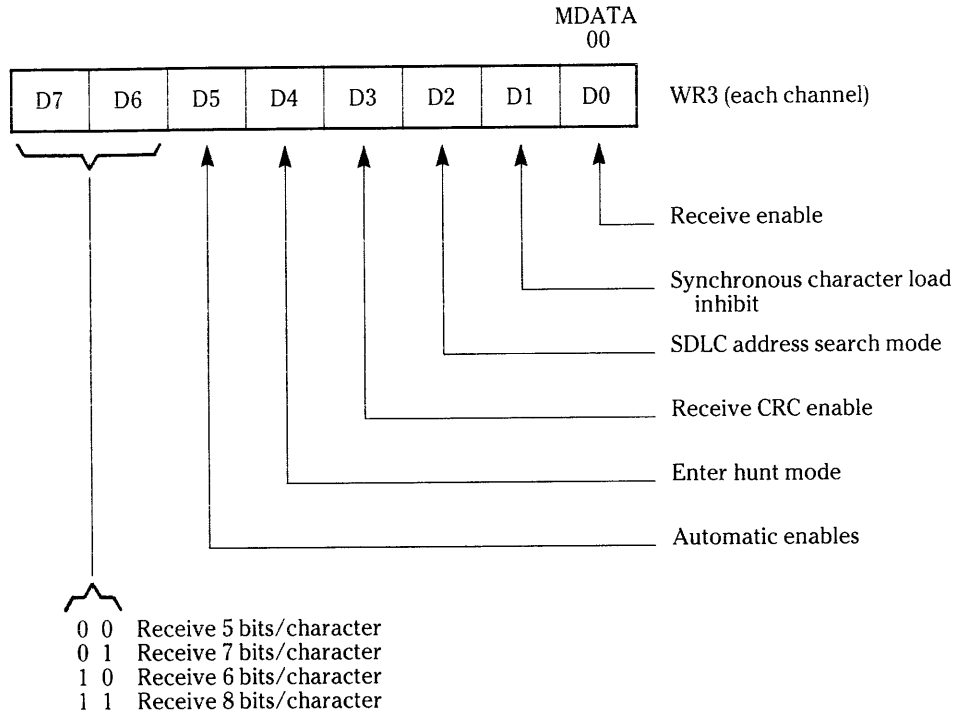 MDATA
00
D7 D6 D5 D4 D3 D2 D1 D0 WR3 (each channel)
Receive enable
Synchronous character load
inhibit
SDLC address search mode
Receive CRC enable
Enter hunt mode
Automatic enables
0 0 Receive 5 bits/character
0 1 Receive 7 bits/character
1 0 Receive 6 bits/character
1 1 Receive 8 bits/character